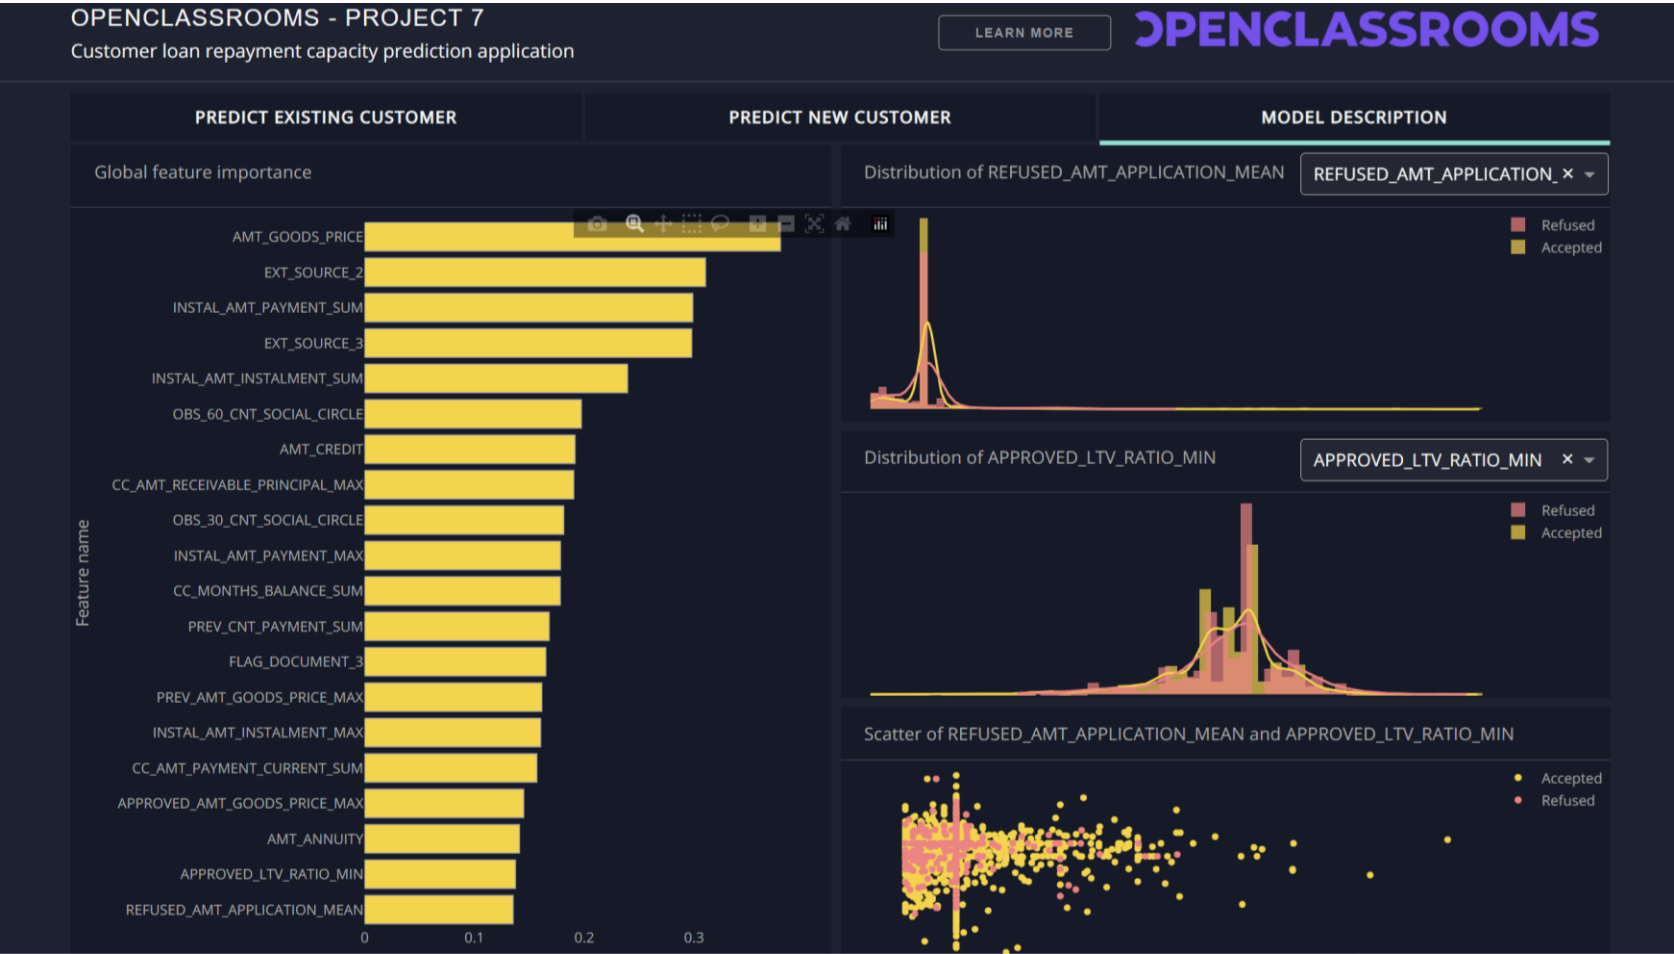 OPENCLASSROOMS - PROJECT 7
Customer loan repayment capacity prediction application
LEARN MORE
OPENCLASSROOMS
PREDICT EXISTING CUSTOMER
PREDICT NEW CUSTOMER
MODEL DESCRIPTION
Global feature importance
Feature name
AMT_GOODS_PRICE
EXT_SOURCE_2
INSTAL_AMT_PAYMENT_SUM
EXT_SOURCE_3
INSTAL_AMT_INSTALMENT_SUM
OBS_60_CNT_SOCIAL_CIRCLE
AMT_CREDIT
CC_AMT_RECEIVABLE_PRINCIPAL_MAX
OBS_30_CNT_SOCIAL_CIRCLE
INSTAL_AMT_PAYMENT_MAX
CC_MONTHS_BALANCE_SUM
PREV_CNT_PAYMENT_SUM
FLAG_DOCUMENT_3
PREV_AMT_GOODS_PRICE_MAX
INSTAL_AMT_INSTALMENT_MAX
CC_AMT_PAYMENT_CURRENT_SUM
APPROVED_AMT_GOODS_PRICE_MAX
AMT_ANNUITY
APPROVED_LTV_RATIO_MIN
REFUSED_AMT_APPLICATION_MEAN
0 0.1 0.2 0.3
Distribution of REFUSED_AMT_APPLICATION_MEAN
REFUSED_AMT_APPLICATION_ ×
Refused
Accepted
Distribution of APPROVED_LTV_RATIO_MIN
APPROVED_LTV_RATIO_MIN ×
Refused
Accepted
Scatter of REFUSED_AMT_APPLICATION_MEAN and APPROVED_LTV_RATIO_MIN
Accepted
Refused